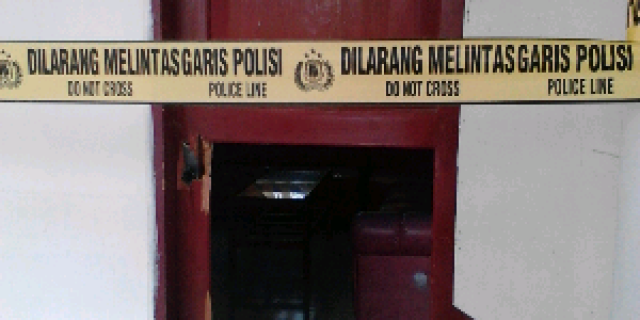 DILARANG MELINTAS GARIS POLISI DILARANG MELINTAS GARIS POLISI
DO NOT CROSS POLICE LINE DO NOT CROSS POLICE LINE